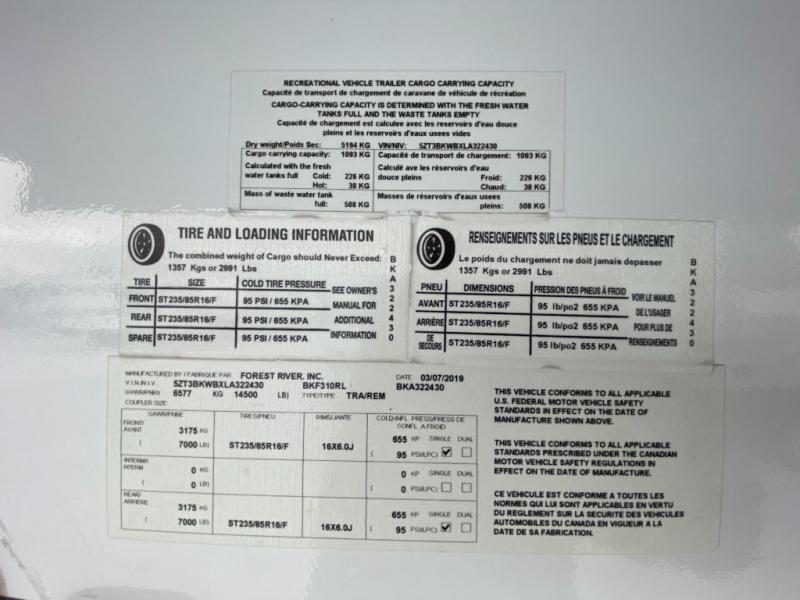 RECREATIONAL VEHICLE TRAILER CARGO CARRYING CAPACITY
Capacité de transport de chargement de caravane de véhicule de récréation
CARGO-CARRYING CAPACITY IS DETERMINED WITH THE FRESH WATER
TANKS FULL AND THE WASTE TANKS EMPTY
Capacité de chargement est calculee avec les reservoirs d'eau douce
pleins et les reservoirs d'eaux usees vides
Dry weight/Poids Sec: 5194 KG VIN/NIV: 5ZT3BKWBXLA322430
Cargo carrying capacity: 1093 KG Capacité de transport de chargement: 1093 KG
Calculated with the fresh Calculé ave les réservoirs d'eau
water tanks full Cold: 226 KG douce pleins Froid: 226 KG
Hot: 38 KG Chaud: 38 KG
Mass of waste water tank Masses de réservoirs d'eaux usees
full: 508 KG pleins: 508 KG
TIRE AND LOADING INFORMATION
The combined weight of Cargo should Never Exceed:
1357 Kgs or 2991 Lbs
TIRE SIZE COLD TIRE PRESSURE SEE OWNER'S
FRONT ST235/85R16/F 95 PSI / 655 KPA MANUAL FOR
REAR ST235/85R16/F 95 PSI / 655 KPA ADDITIONAL
SPARE ST235/85R16/F 95 PSI / 655 KPA INFORMATION
BKA322430
RENSEIGNEMENTS SUR LES PNEUS ET LE CHARGEMENT
Le poids du chargement ne doit jamais depasser
1357 Kgs or 2991 Lbs
PNEU DIMENSIONS PRESSION DES PNEUS À FROID VOIR LE MANUEL
AVANT ST235/85R16/F 95 lb/po2 655 KPA DE L'USAGER
ARRIÈRE ST235/85R16/F 95 lb/po2 655 KPA POUR PLUS DE
DE SECOURS ST235/85R16/F 95 lb/po2 655 KPA RENSEIGNEMENTS
BKA322430
MANUFACTURED BY / FABRIQUE PAR: FOREST RIVER, INC. DATE: 03/07/2019
V.I.N./N.I.V. 5ZT3BKWBXLA322430 BKF310RL BKA322430
GVWR/PNBV 6577 KG 14500 LB) TYPE/TYPE: TRA/REM
COUPLER SIZE:
GAWR/PNBE TIRES/PNEU RIMS/JANTE COLD-INFL PRESS/PRESS DE
GONFL A FROID
FRONT/
AVANT 3175 KG 655 KP SINGLE DUAL
( 7000 LB) ST235/85R16/F 16X6.0J ( 95 PSI/LPC)
INTERMI/
INTERM 0 KG 0 KP SINGLE DUAL
( 0 LB) ( 0 PSI/LPC)
REAR/
ARRIERE 3175 KG 655 KP SINGLE DUAL
7000 LB) ST235/85R16/F 16X6.0J ( 95 PSI/LPC)
THIS VEHICLE CONFORMS TO ALL APPLICABLE
U.S. FEDERAL MOTOR VEHICLE SAFETY
STANDARDS IN EFFECT ON THE DATE OF
MANUFACTURE SHOWN ABOVE.
THIS VEHICLE CONFORMS TO ALL APPLICABLE
STANDARDS PRESCRIBED UNDER THE CANADIAN
MOTOR VEHICLE SAFETY REGULATIONS IN
EFFECT ON THE DATE OF MANUFACTURE.
CE VEHICULE EST CONFORME A TOUTES LES
NORMES QUI LUI SONT APPLICABLES EN VERTU
DU REGLEMENT SUR LA SECURITE DES VEHICULES
AUTOMOBILES DU CANADA EN VIGUEUR A LA
DATE DE SA FABRICATION.